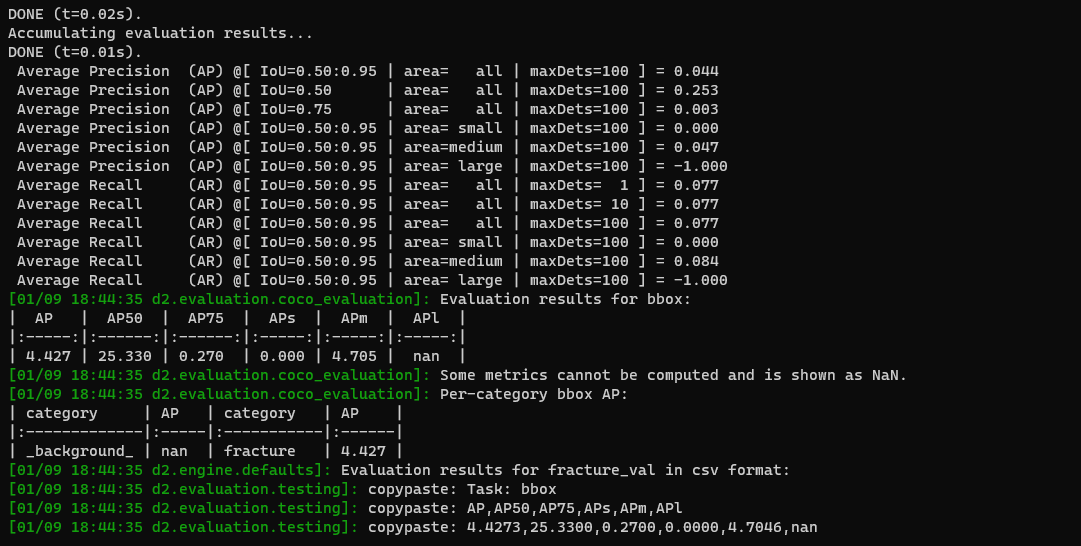 DONE (t=0.02s).
Accumulating evaluation results...
DONE (t=0.01s).
 Average Precision  (AP) @[ IoU=0.50:0.95 | area=   all | maxDets=100 ] = 0.044
 Average Precision  (AP) @[ IoU=0.50      | area=   all | maxDets=100 ] = 0.253
 Average Precision  (AP) @[ IoU=0.75      | area=   all | maxDets=100 ] = 0.003
 Average Precision  (AP) @[ IoU=0.50:0.95 | area= small | maxDets=100 ] = 0.000
 Average Precision  (AP) @[ IoU=0.50:0.95 | area=medium | maxDets=100 ] = 0.047
 Average Precision  (AP) @[ IoU=0.50:0.95 | area= large | maxDets=100 ] = -1.000
 Average Recall     (AR) @[ IoU=0.50:0.95 | area=   all | maxDets=  1 ] = 0.077
 Average Recall     (AR) @[ IoU=0.50:0.95 | area=   all | maxDets= 10 ] = 0.077
 Average Recall     (AR) @[ IoU=0.50:0.95 | area=   all | maxDets=100 ] = 0.077
 Average Recall     (AR) @[ IoU=0.50:0.95 | area= small | maxDets=100 ] = 0.000
 Average Recall     (AR) @[ IoU=0.50:0.95 | area=medium | maxDets=100 ] = 0.084
 Average Recall     (AR) @[ IoU=0.50:0.95 | area= large | maxDets=100 ] = -1.000
[01/09 18:44:35 d2.evaluation.coco_evaluation]: Evaluation results for bbox:
|  AP   |  AP50  |  AP75  |  APs  |  APm  |  APl  |
|:-----:|:------:|:------:|:-----:|:-----:|:-----:|
| 4.427 | 25.330 | 0.270  | 0.000 | 4.705 |  nan  |
[01/09 18:44:35 d2.evaluation.coco_evaluation]: Some metrics cannot be computed and is shown as NaN.
[01/09 18:44:35 d2.evaluation.coco_evaluation]: Per-category bbox AP:
| category     | AP   | category   | AP    |
|:-------------|:-----|:-----------|:------|
| _background_ | nan  | fracture   | 4.427 |
[01/09 18:44:35 d2.engine.defaults]: Evaluation results for fracture_val in csv format:
[01/09 18:44:35 d2.evaluation.testing]: copypaste: Task: bbox
[01/09 18:44:35 d2.evaluation.testing]: copypaste: AP,AP50,AP75,APs,APm,APl
[01/09 18:44:35 d2.evaluation.testing]: copypaste: 4.4273,25.3300,0.2700,0.0000,4.7046,nan